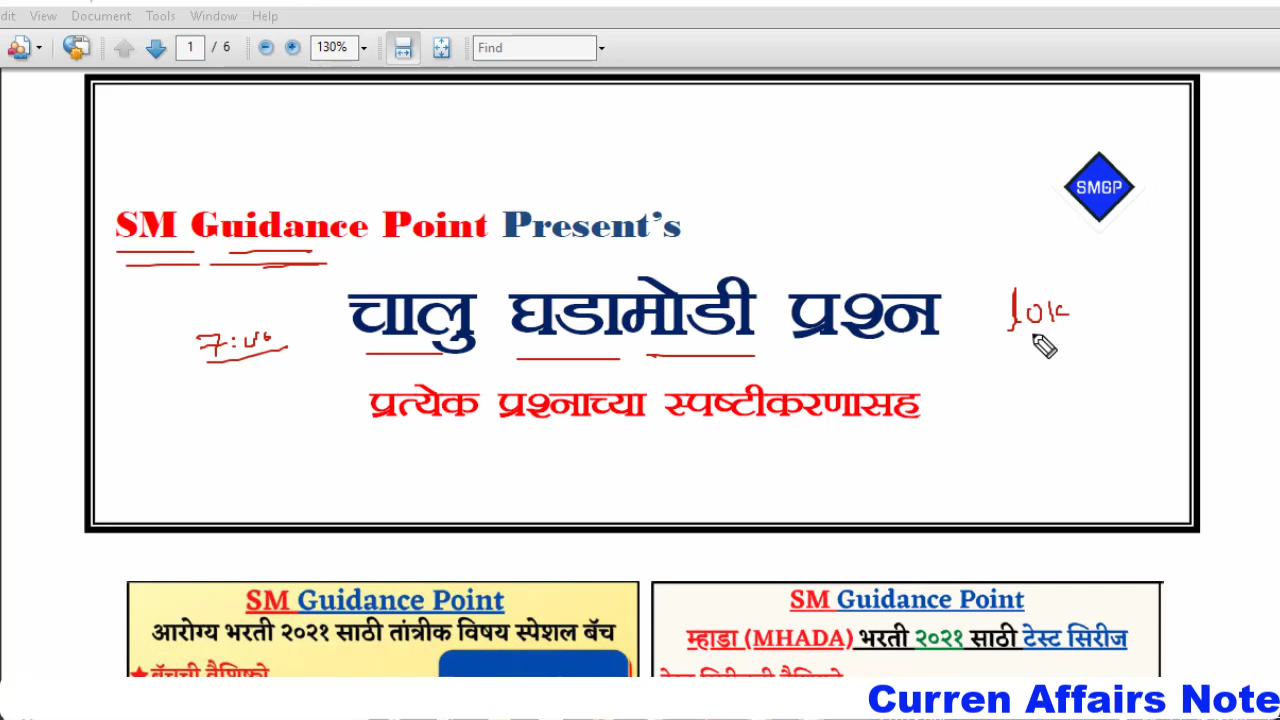 dit View Document Tools Window Help
1 / 6 130% Find
SMGP
SM Guidance Point Present's
चालु घडामोडी प्रश्न
10K
प्रत्येक प्रश्नाच्या स्पष्टीकरणासह
SM Guidance Point
आरोग्य भरती २०२१ साठी तांत्रीक विषय स्पेशल बॅच
SM Guidance Point
म्हाडा (MHADA) भरती २०२१ साठी टेस्ट सिरीज
Curren Affairs Note